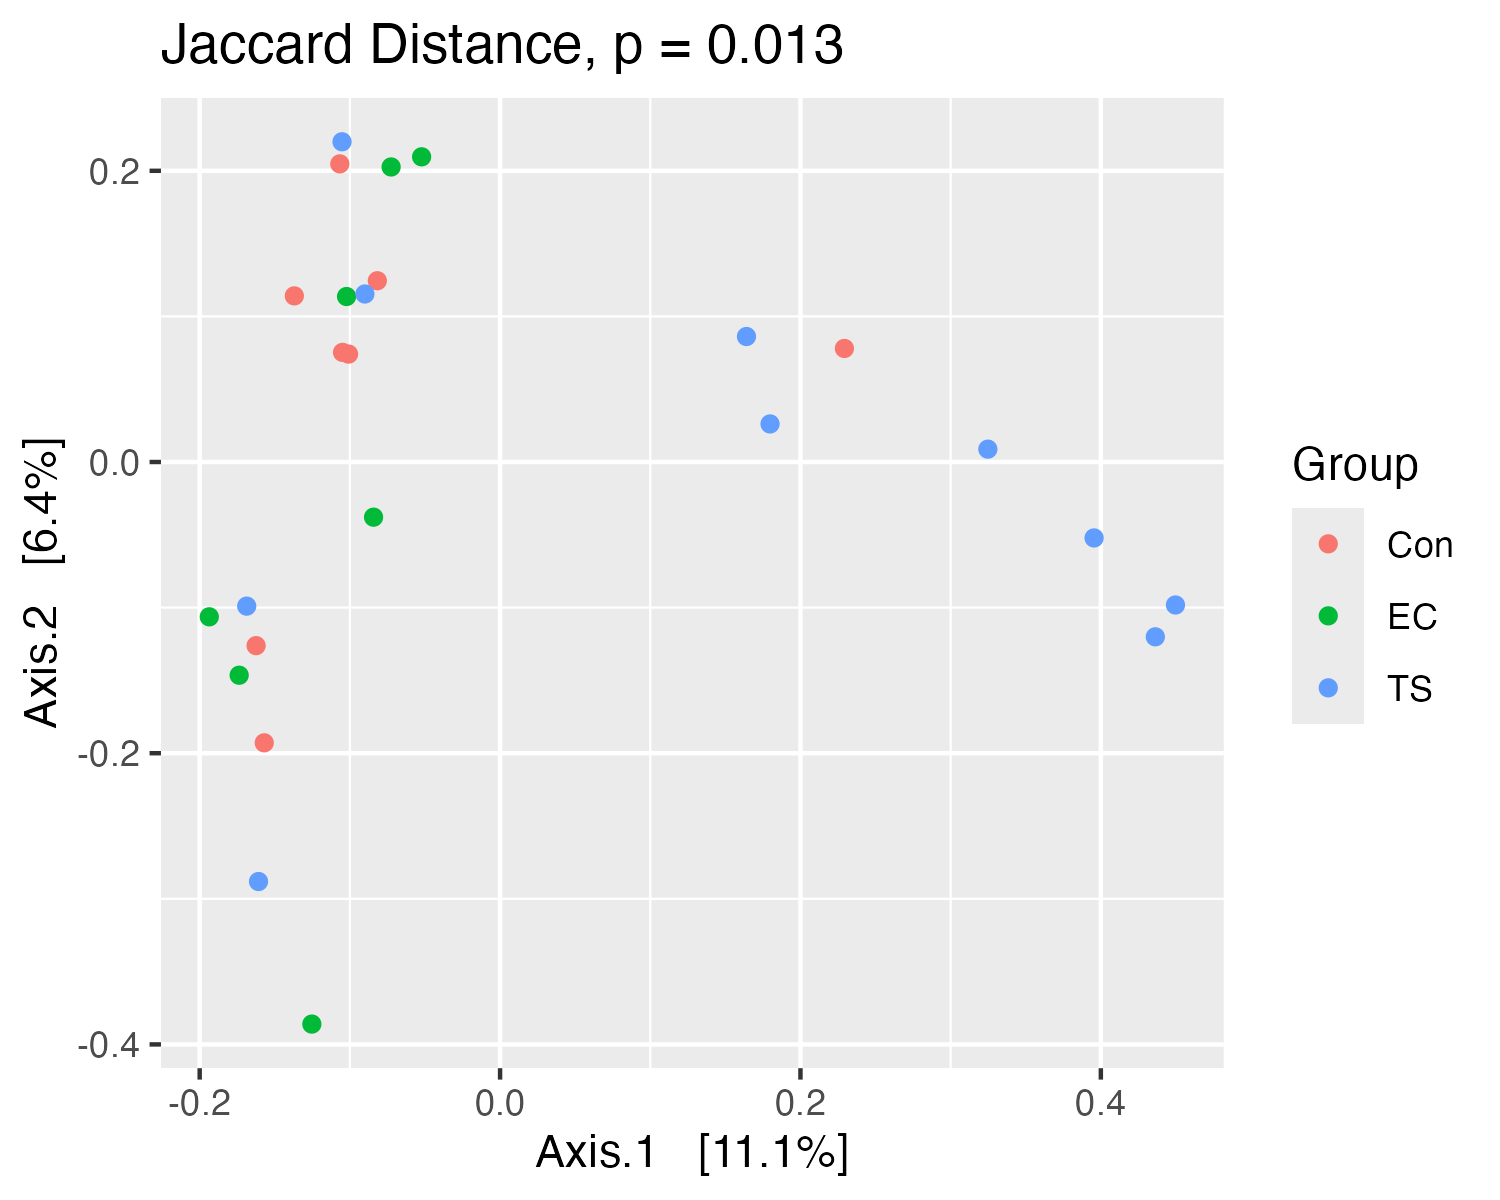 Jaccard Distance, p = 0.013
0.2
0.0
-0.2
-0.4
Axis.2 [6.4%]
-0.2 0.0 0.2 0.4
Axis.1 [11.1%]
Group
Con
EC
TS